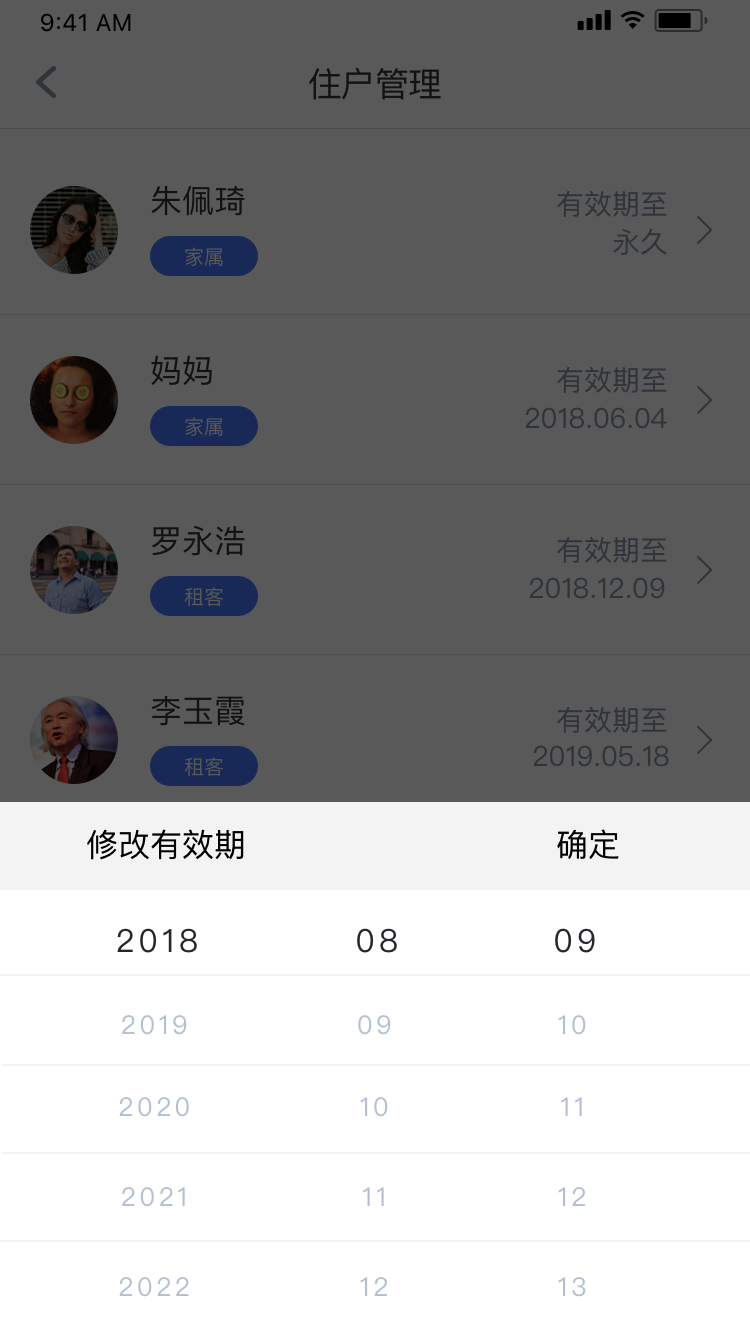 9:41 AM
住户管理
朱佩琦
有效期至
永久
家属
妈妈
有效期至
2018.06.04
家属
罗永浩
有效期至
2018.12.09
租客
李玉霞
有效期至
2019.05.18
租客
修改有效期 确定
2018 08 09
2019 09 10
2020 10 11
2021 11 12
2022 12 13